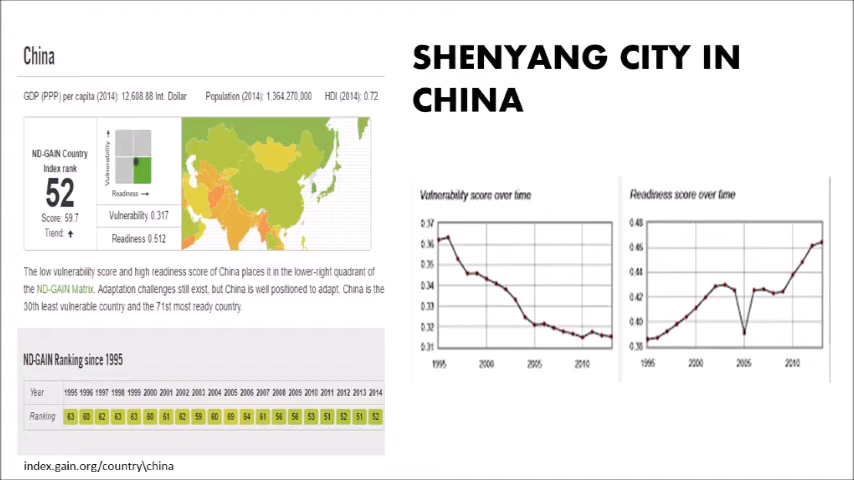 China
SHENYANG CITY IN
CHINA
GDP (PPP) per capita (2014): 12,608.88 Int. Dollar Population (2014): 1,364,270,000 HDI (2014): 0.72
ND-GAIN Country
Index rank
52
Score: 59.7
Trend:
Vulnerability
Readiness
Vulnerability 0.317
Readiness 0.512
The low vulnerability score and high readiness score of China places it in the lower-right quadrant of
the ND-GAIN Matrix. Adaptation challenges still exist, but China is well positioned to adapt. China is the
30th least vulnerable country and the 71st most ready country.
ND-GAIN Ranking since 1995
Year 1995 1996 1997 1998 1999 2000 2001 2002 2003 2004 2005 2006 2007 2008 2009 2010 2011 2012 2013 2014
Ranking 63 60 62 63 63 60 61 62 59 60 69 64 61 56 56 53 51 52 51 52
index.gain.org/country\china
Vulnerability score over time
0.37
0.36
0.35
0.34
0.33
0.32
0.31
1995 2000 2005 2010
Readiness score over time
0.48
0.46
0.44
0.42
0.40
0.38
1995 2000 2005 2010